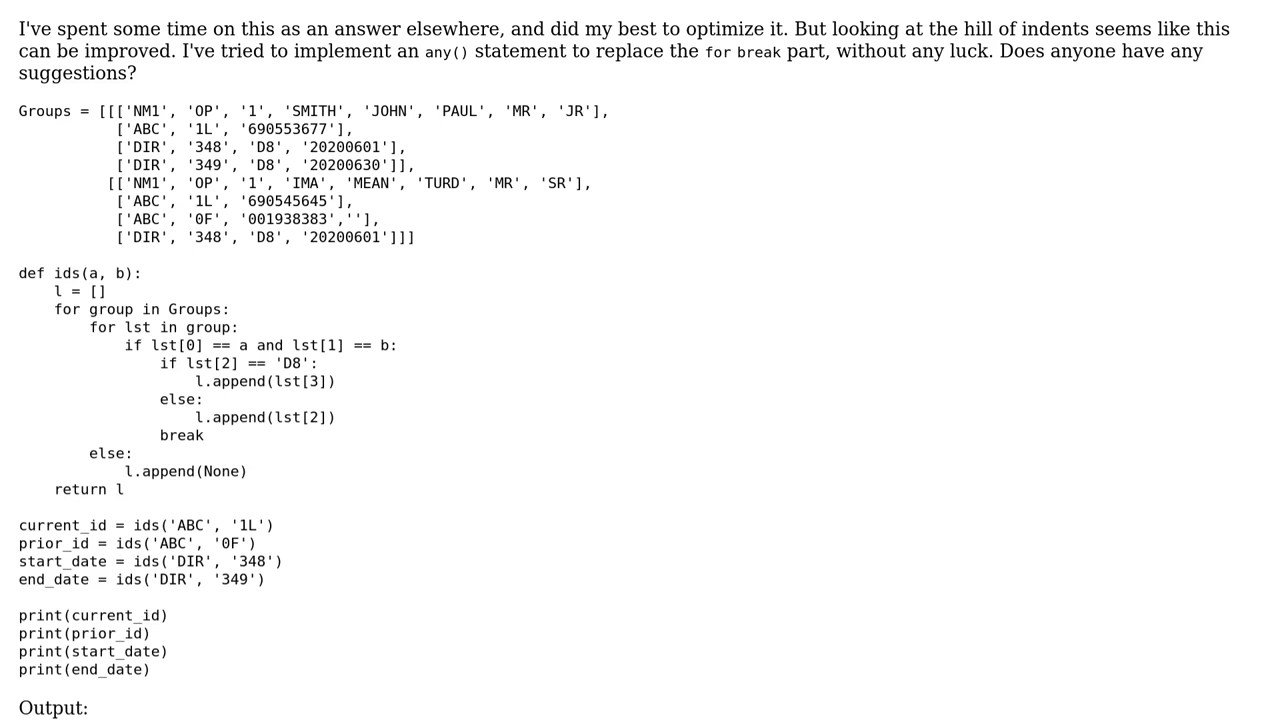 I've spent some time on this as an answer elsewhere, and did my best to optimize it. But looking at the hill of indents seems like this
can be improved. I've tried to implement an any() statement to replace the for break part, without any luck. Does anyone have any
suggestions?
Groups = [[['NM1', 'OP', '1', 'SMITH', 'JOHN', 'PAUL', 'MR', 'JR'],
           ['ABC', '1L', '690553677'],
           ['DIR', '348', 'D8', '20200601'],
           ['DIR', '349', 'D8', '20200630']],
          [['NM1', 'OP', '1', 'IMA', 'MEAN', 'TURD', 'MR', 'SR'],
           ['ABC', '1L', '690545645'],
           ['ABC', '0F', '001938383',''],
           ['DIR', '348', 'D8', '20200601']]]
def ids(a, b):
    l = []
    for group in Groups:
        for lst in group:
            if lst[0] == a and lst[1] == b:
                if lst[2] == 'D8':
                    l.append(lst[3])
                else:
                    l.append(lst[2])
                break
        else:
            l.append(None)
    return l
current_id = ids('ABC', '1L')
prior_id = ids('ABC', '0F')
start_date = ids('DIR', '348')
end_date = ids('DIR', '349')
print(current_id)
print(prior_id)
print(start_date)
print(end_date)
Output: